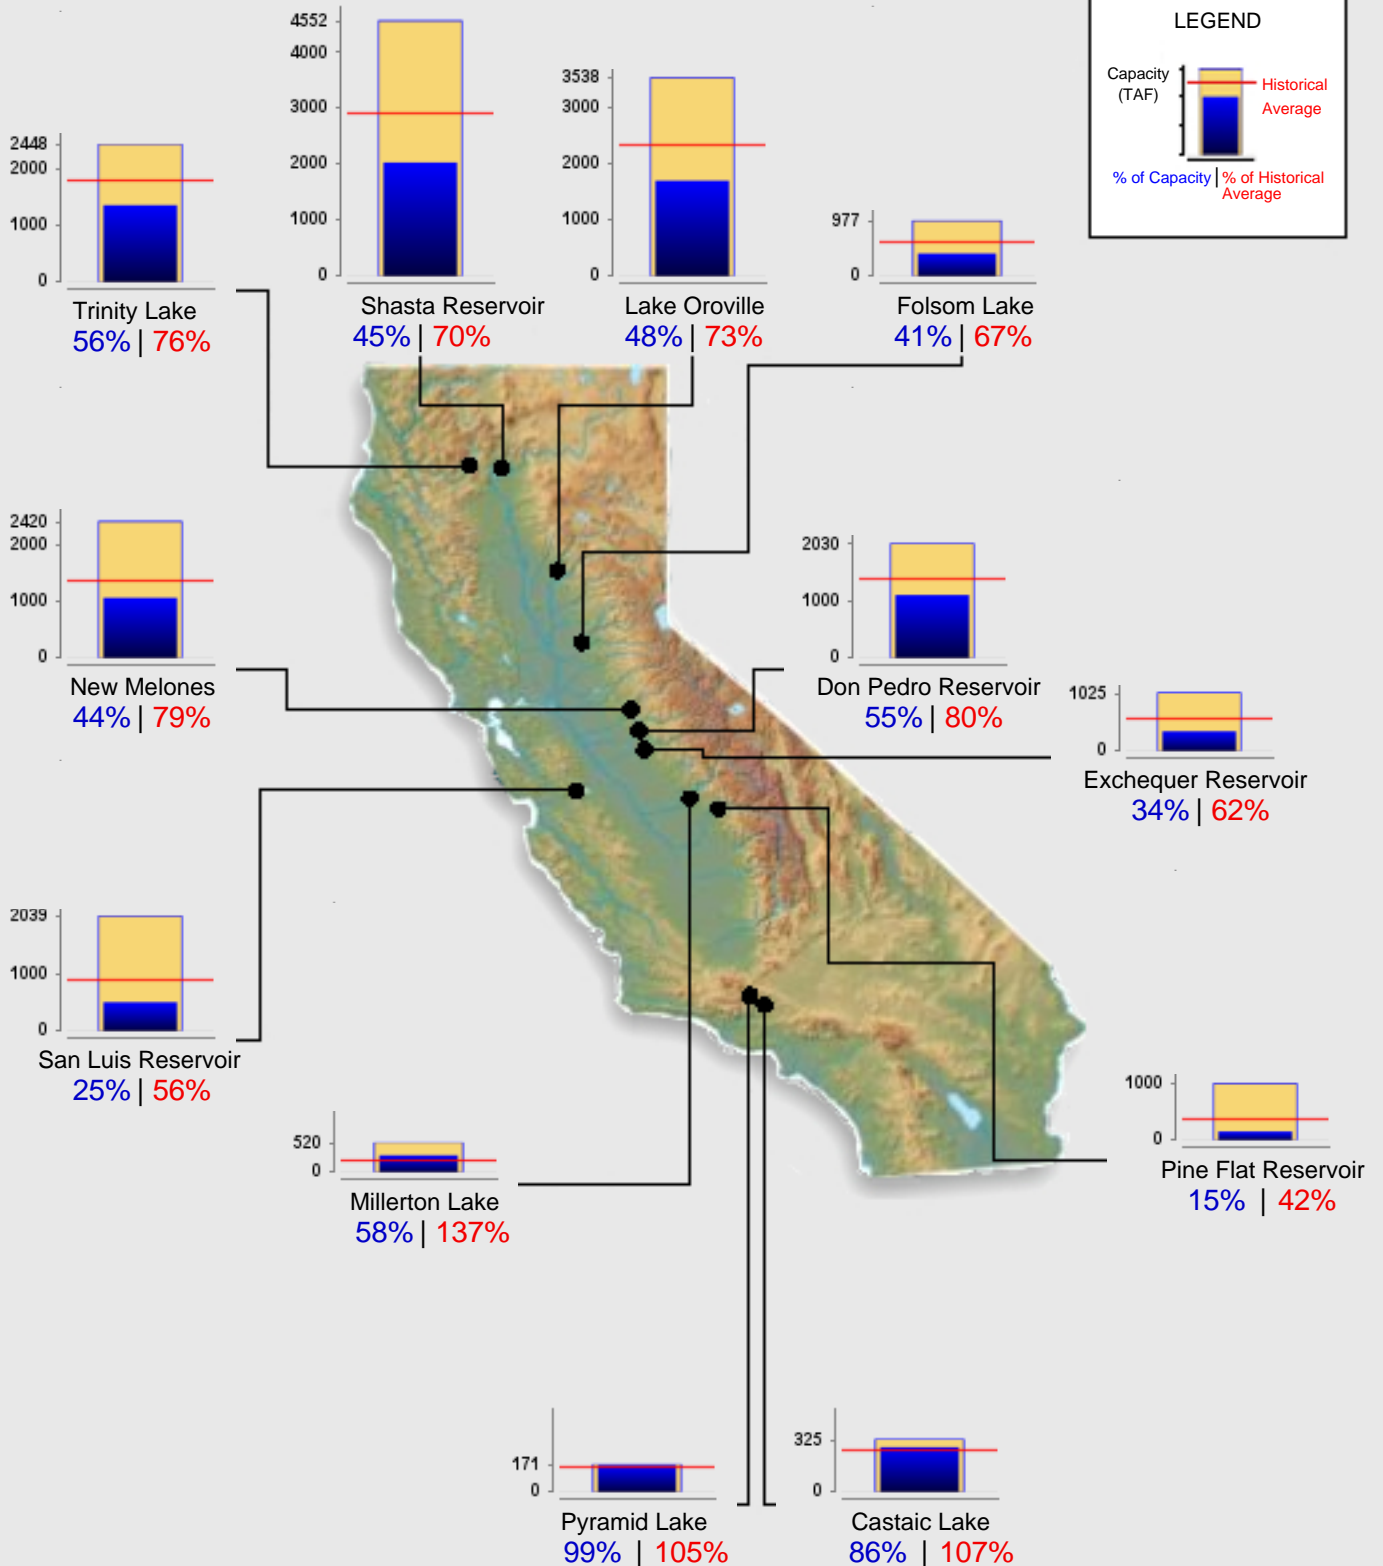 LEGEND
Capacity
(TAF)
Historical
Average
% of Capacity | % of Historical
Average
4552
4000
3000
2000
1000
0
Shasta Reservoir
45% | 70%
3538
3000
2000
1000
0
Lake Oroville
48% | 73%
2448
2000
1000
0
Trinity Lake
56% | 76%
977
0
Folsom Lake
41% | 67%
2420
2000
1000
0
New Melones
44% | 79%
2030
1000
0
Don Pedro Reservoir
55% | 80%
1025
0
Exchequer Reservoir
34% | 62%
2039
1000
0
San Luis Reservoir
25% | 56%
520
0
Millerton Lake
58% | 137%
1000
0
Pine Flat Reservoir
15% | 42%
171
0
Pyramid Lake
99% | 105%
325
0
Castaic Lake
86% | 107%